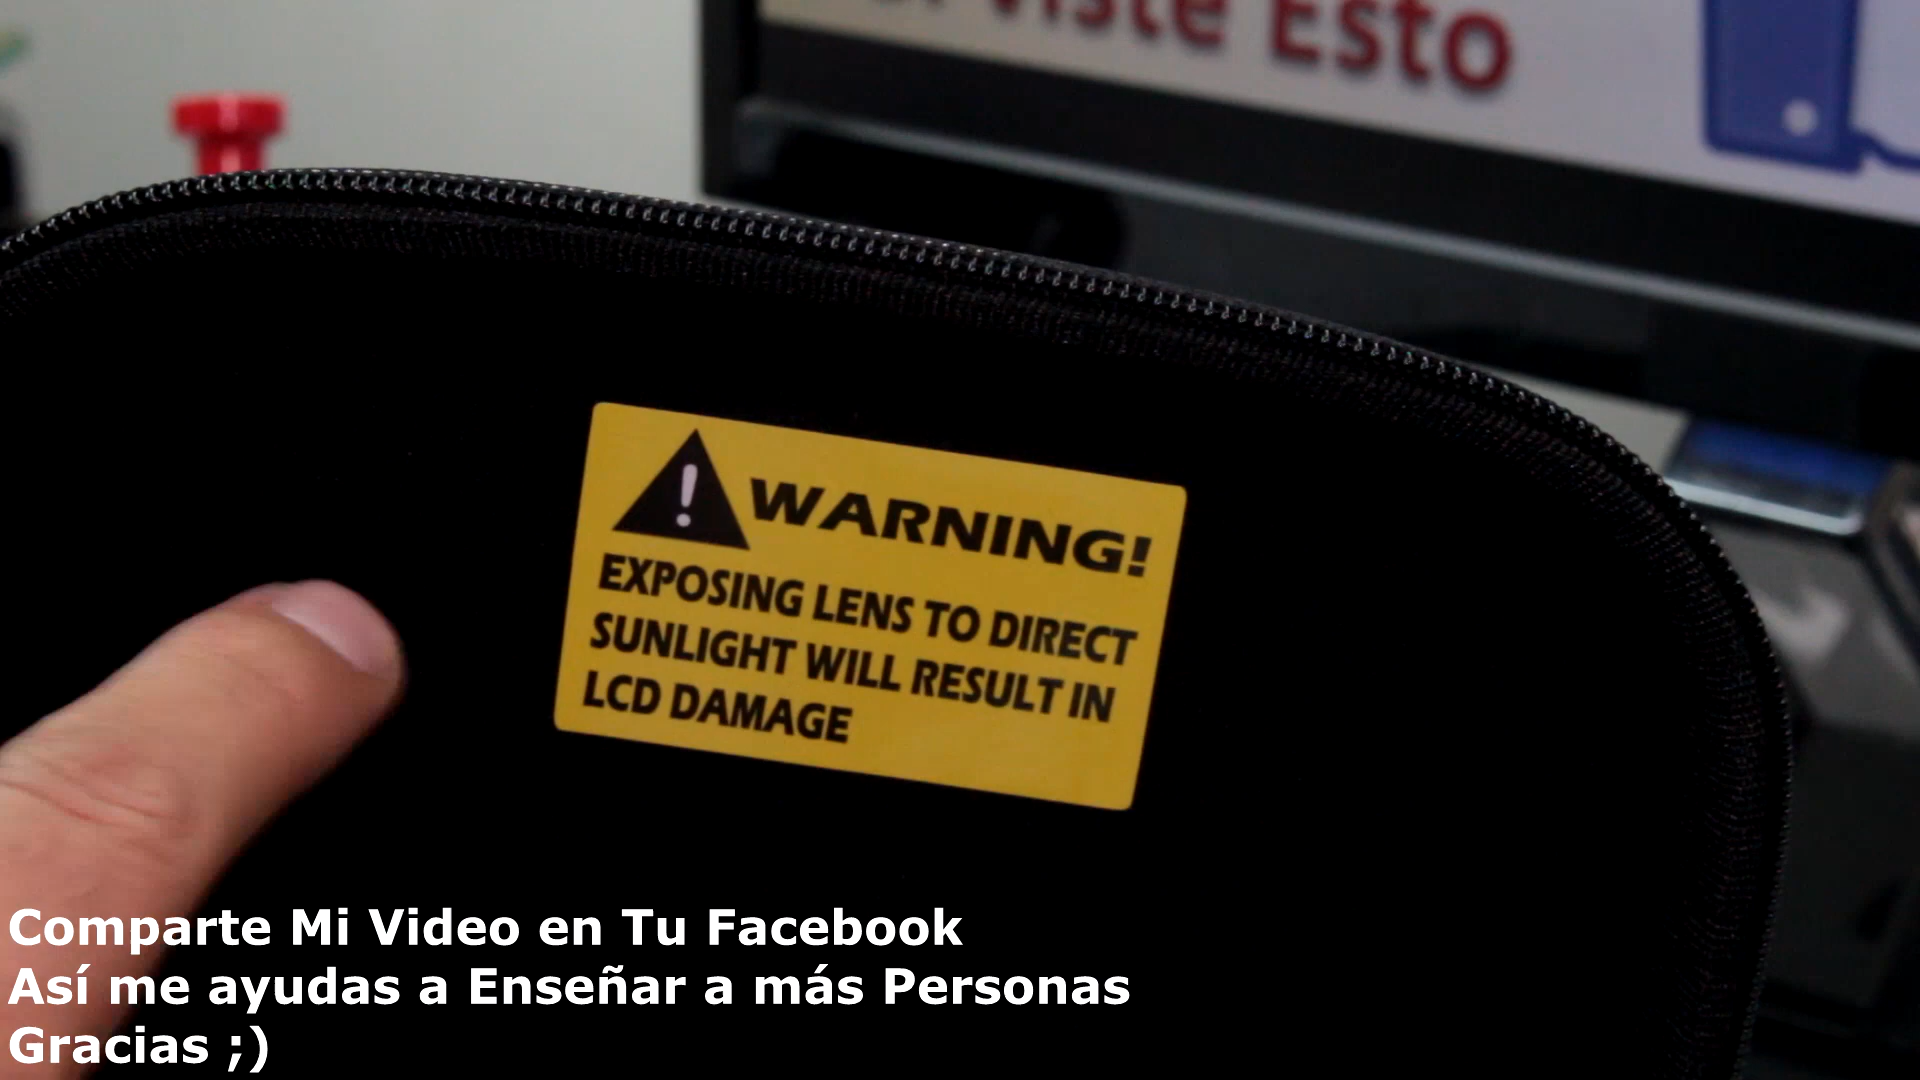 Viste Esto
WARNING!
EXPOSING LENS TO DIRECT
SUNLIGHT WILL RESULT IN
LCD DAMAGE
Comparte Mi Video en Tu Facebook
Así me ayudas a Enseñar a más Personas
Gracias ;)